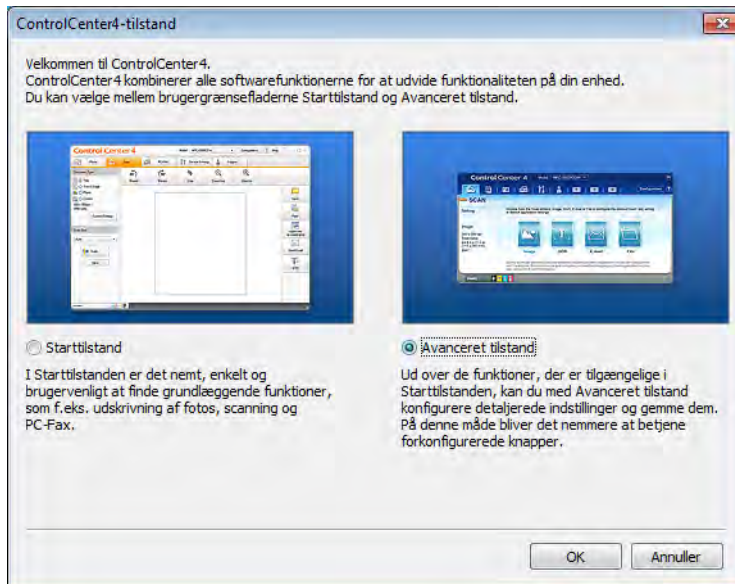 ControlCenter4-tilstand
Velkommen til ControlCenter4.
ControlCenter4 kombinerer alle softwarefunktionerne for at udvide funktionaliteten på din enhed.
Du kan vælge mellem brugergrænsefladerne Starttilstand og Avanceret tilstand.
Control Center 4
Control Center 4
SCAN
Starttilstand
I Starttilstanden er det nemt, enkelt og
brugervenligt at finde grundlæggende funktioner,
som f.eks. udskrivning af fotos, scanning og
PC-Fax.
Avanceret tilstand
Ud over de funktioner, der er tilgængelige i
Starttilstanden, kan du med Avanceret tilstand
konfigurere detaljerede indstillinger og gemme dem.
På denne måde bliver det nemmere at betjene
forkonfigurerede knapper.
OK
Annuller